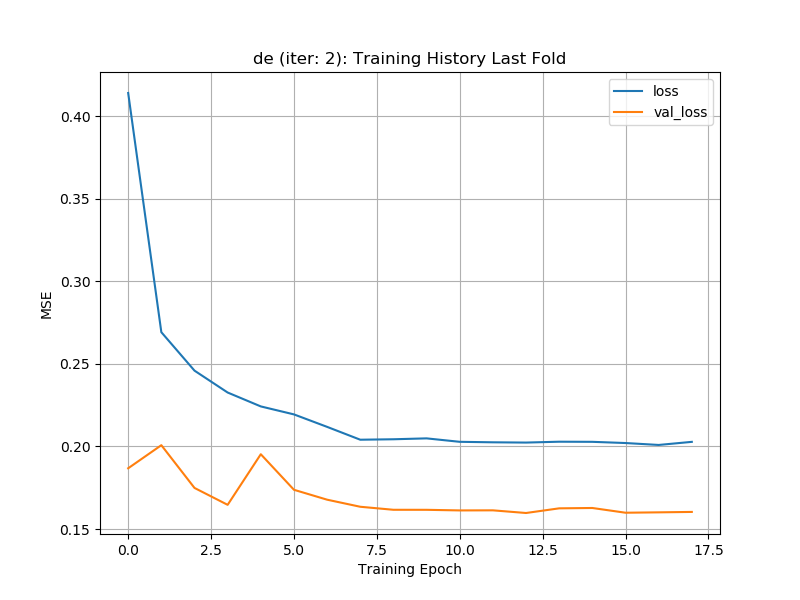 de (iter: 2): Training History Last Fold
loss
val_loss
0.40
0.35
0.30
0.25
0.20
0.15
MSE
0.0 2.5 5.0 7.5 10.0 12.5 15.0 17.5
Training Epoch